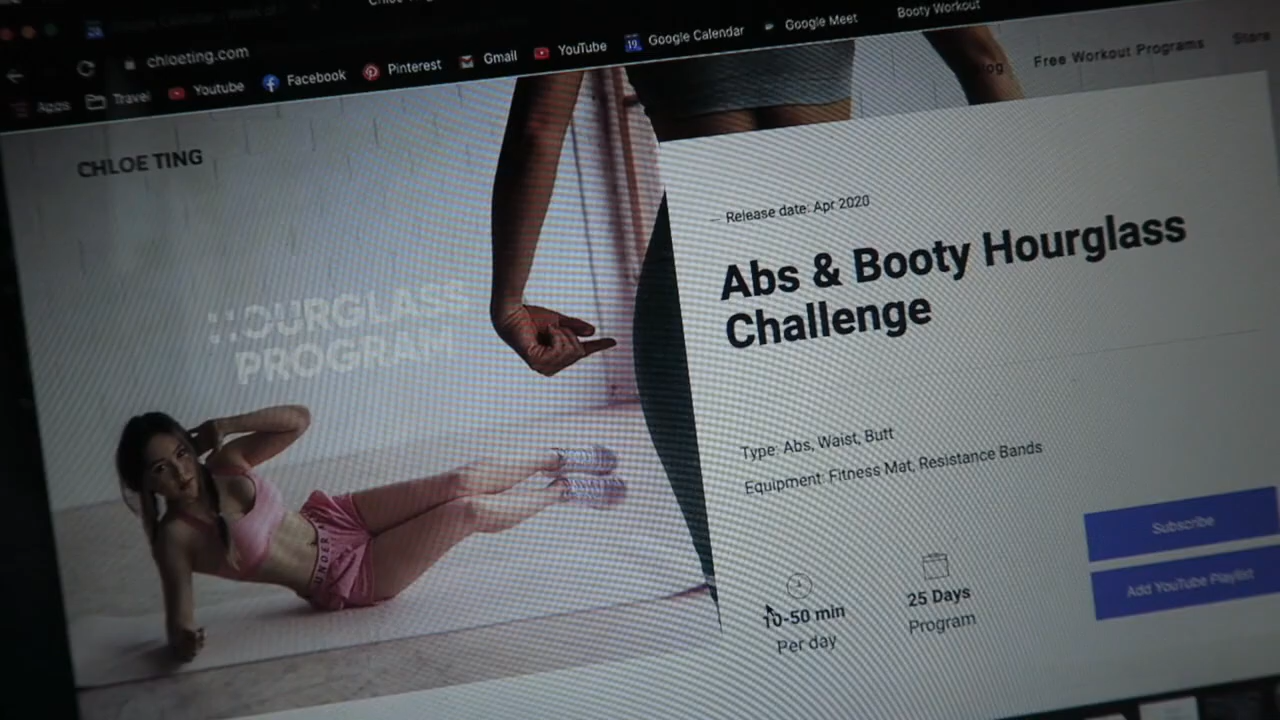 chloeting.com
Apps Travel Youtube Facebook Pinterest Gmail YouTube Google Calendar Google Meet Booty Workout
CHLOE TING
Free Workout Programs Store
HOURGLASS
PROGRAM
Release date: Apr 2020
Abs & Booty Hourglass
Challenge
Type: Abs, Waist, Butt
Equipment: Fitness Mat, Resistance Bands
10-50 min
Per day
25 Days
Program
Subscribe
Add YouTube Playlist
UNDER